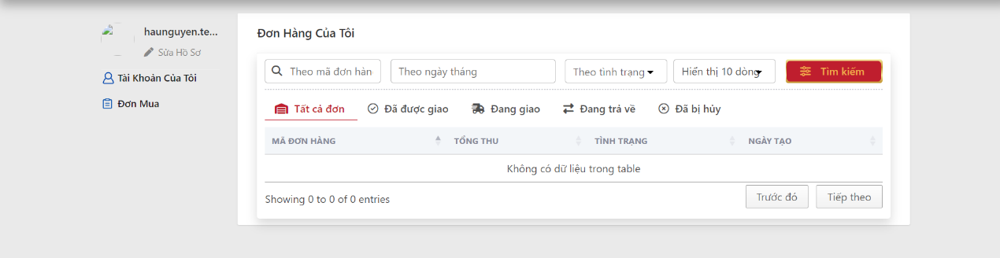 haunguyen.te...
Sửa Hồ Sơ
Tài Khoản Của Tôi
Đơn Mua
Đơn Hàng Của Tôi
Theo mã đơn hàn
Theo ngày tháng
Theo tình trạng
Hiển thị 10 dòng
Tìm kiếm
Tất cả đơn
Đã được giao
Đang giao
Đang trả về
Đã bị hủy
MÃ ĐƠN HÀNG
TỔNG THU
TÌNH TRẠNG
NGÀY TẠO
Không có dữ liệu trong table
Showing 0 to 0 of 0 entries
Trước đó
Tiếp theo